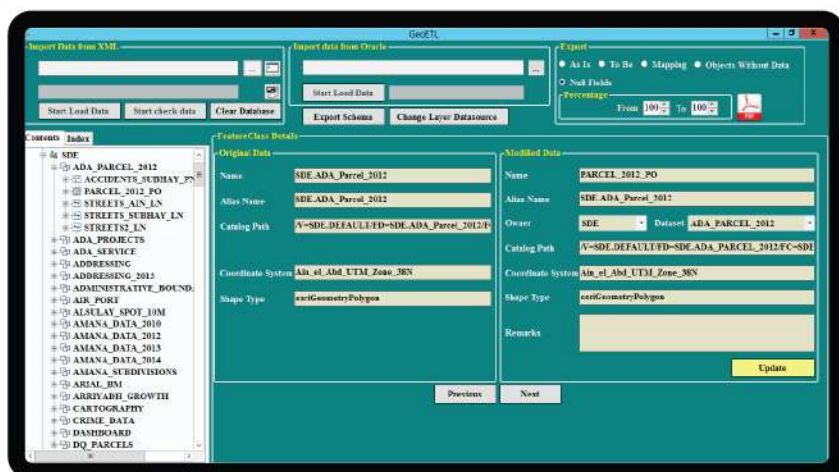 GeoETL
Import Data from XML
Import data from Oracle
Export
As Is
To Be
Mapping
Objects Without Data
Null Fields
Percentage
From
100
To
100
PDF
...
...
Start Load Data
Start check data
Clear Database
Start Load Data
Export Schema
Change Layer Datasource
Contents
Index
SDE
ADA_PARCEL_2012
ACCIDENTS_SUBHAY_PN
PARCEL_2012_PO
STREETS_AIN_LN
STREETS_SUBHAY_LN
STREETS2_LN
ADA_PROJECTS
ADA_SERVICE
ADDRESSING
ADDRESSING_2013
ADMINISTRATIVE_BOUND.
AIR_PORT
ALSULAY_SPOT_10M
AMANA_DATA_2010
AMANA_DATA_2012
AMANA_DATA_2013
AMANA_DATA_2014
AMANA_SUBDIVISIONS
ARIAL_BM
ARRIYADH_GROWTH
CARTOGRAPHY
CRIME_DATA
DASHBOARD
DQ_PARCELS
FeatureClass Details
Original Data
Name
SDE.ADA_Parcel_2012
Alias Name
SDE.ADA_Parcel_2012
Catalog Path
/V=SDE.DEFAULT/FD=SDE.ADA_Parcel_2012/F
Coordinate System
Ain_el_Abd_UTM_Zone_38N
Shape Type
esriGeometryPolygon
Modified Data
Name
PARCEL_2012_PO
Alias Name
SDE.ADA_Parcel_2012
Owner
SDE
Dataset
ADA_PARCEL_2012
Catalog Path
/V=SDE.DEFAULT/FD=SDE.ADA_PARCEL_2012/FC=SDE
Coordinate System
Ain_el_Abd_UTM_Zone_38N
Shape Type
esriGeometryPolygon
Remarks
Update
Previous
Next